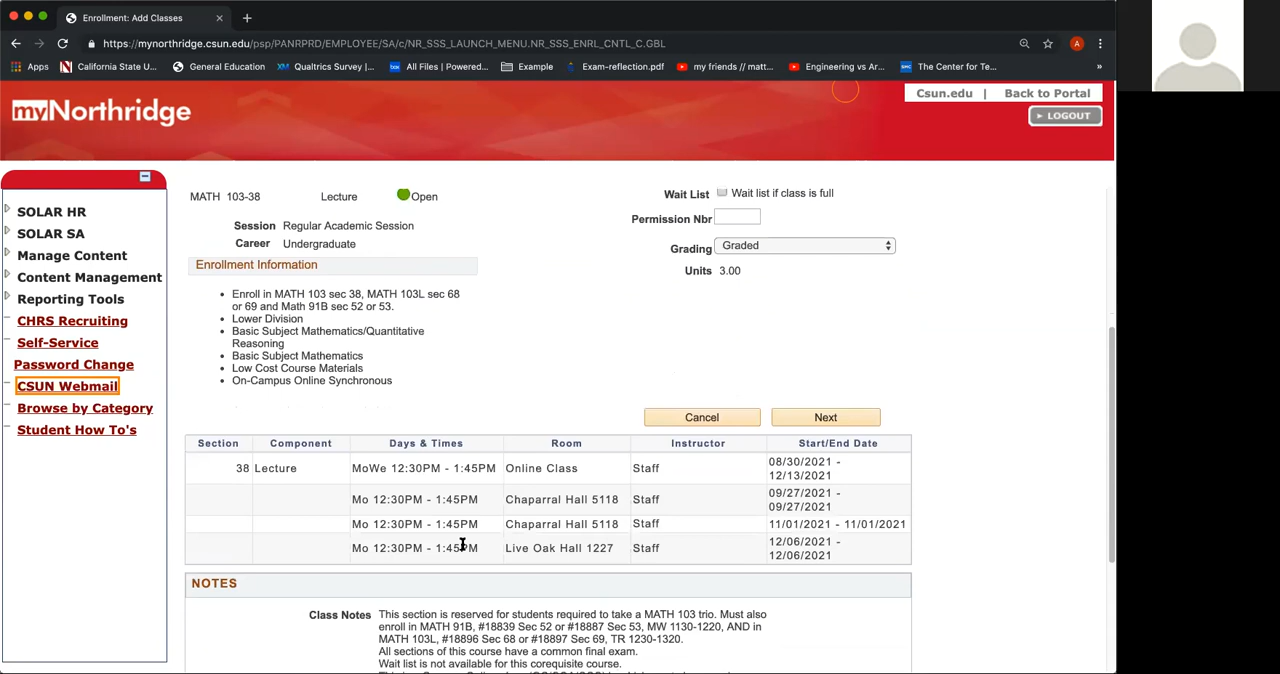 Enrollment: Add Classes
https://mynorthridge.csun.edu/psp/PANRPRD/EMPLOYEE/SA/c/NR_SSS_LAUNCH_MENU.NR_SSS_ENRL_CNTL_C.GBL
A
Apps California State U... General Education Qualtrics Survey |... All Files | Powered... Example Exam-reflection.pdf my friends // matt... Engineering vs Ar... The Center for Te... »
myNorthridge
Csun.edu | Back to Portal
LOGOUT
SOLAR HR
SOLAR SA
Manage Content
Content Management
Reporting Tools
CHRS Recruiting
Self-Service
Password Change
CSUN Webmail
Browse by Category
Student How To's
MATH 103-38 Lecture Open
Session Regular Academic Session
Career Undergraduate
Enrollment Information
Enroll in MATH 103 sec 38, MATH 103L sec 68
or 69 and Math 91B sec 52 or 53.
Lower Division
Basic Subject Mathematics/Quantitative
Reasoning
Basic Subject Mathematics
Low Cost Course Materials
On-Campus Online Synchronous
Wait List Wait list if class is full
Permission Nbr
Grading Graded
Units 3.00
Cancel Next
Section Component Days & Times Room Instructor Start/End Date
38 Lecture MoWe 12:30PM - 1:45PM Online Class Staff 08/30/2021 -
12/13/2021
Mo 12:30PM - 1:45PM Chaparral Hall 5118 Staff 09/27/2021 -
09/27/2021
Mo 12:30PM - 1:45PM Chaparral Hall 5118 Staff 11/01/2021 - 11/01/2021
Mo 12:30PM - 1:45PM Live Oak Hall 1227 Staff 12/06/2021 -
12/06/2021
NOTES
Class Notes This section is reserved for students required to take a MATH 103 trio. Must also
enroll in MATH 91B, #18839 Sec 52 or #18887 Sec 53, MW 1130-1220, AND in
MATH 103L, #18896 Sec 68 or #18897 Sec 69, TR 1230-1320.
All sections of this course have a common final exam.
Wait list is not available for this corequisite course.